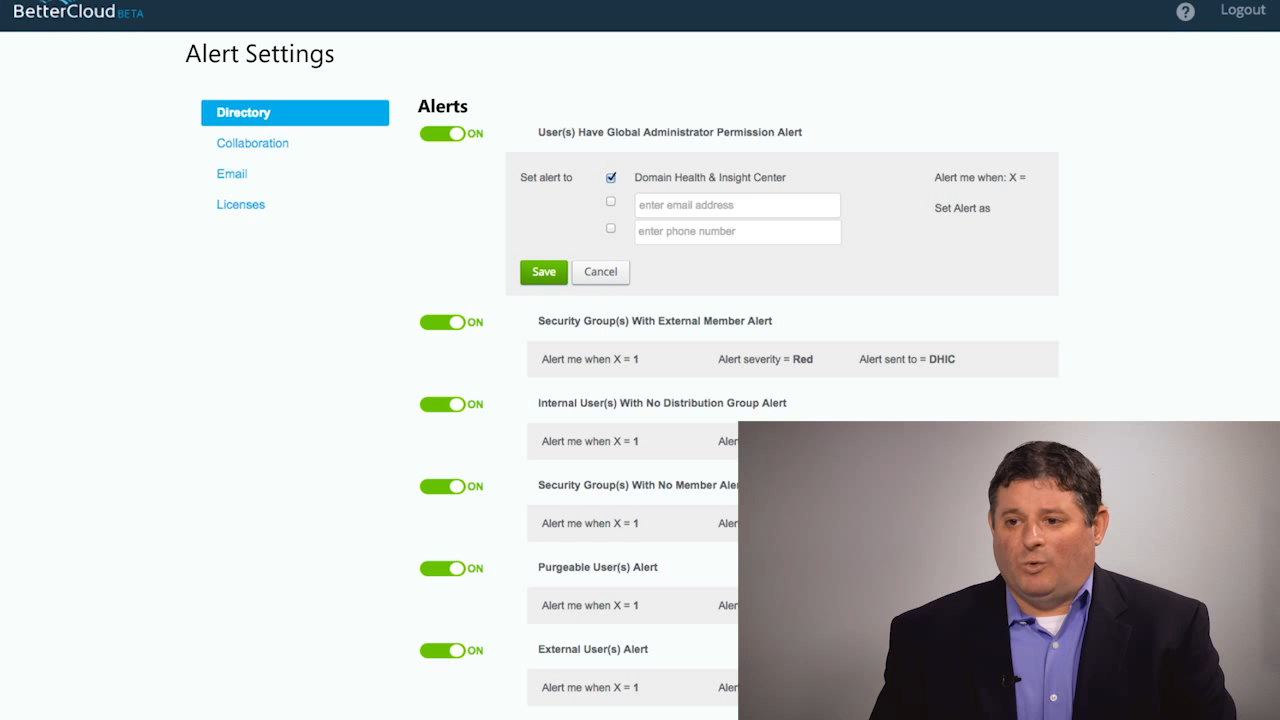 BetterCloud BETA
Logout
Alert Settings
Directory
Collaboration
Email
Licenses
Alerts
ON User(s) Have Global Administrator Permission Alert
Set alert to Domain Health & Insight Center Alert me when: X =
enter email address Set Alert as
enter phone number
Save Cancel
ON Security Group(s) With External Member Alert
Alert me when X = 1 Alert severity = Red Alert sent to = DHIC
ON Internal User(s) With No Distribution Group Alert
Alert me when X = 1 Aler
ON Security Group(s) With No Member Aler
Alert me when X = 1 Aler
ON Purgeable User(s) Alert
Alert me when X = 1 Aler
ON External User(s) Alert
Alert me when X = 1 Aler